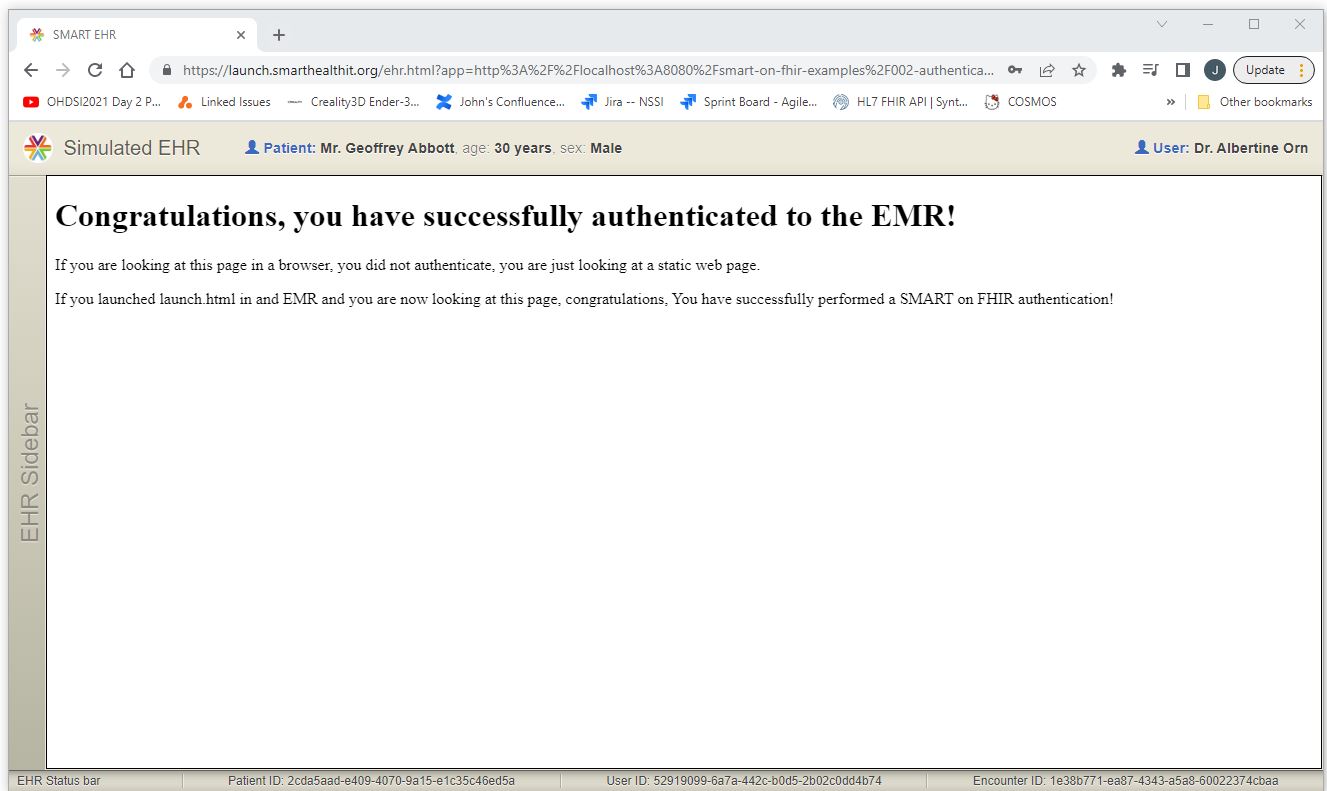 SMART EHR
https://launch.smarthealthit.org/ehr.html?app=http%3A%2F%2Flocalhost%3A8080%2Fsmart-on-fhir-examples%2F002-authentica...
J
Update
OHDSI2021 Day 2 P... Linked Issues Creality3D Ender-3... John's Confluence... Jira -- NSSI Sprint Board - Agile... HL7 FHIR API | Synt... COSMOS » Other bookmarks
Simulated EHR Patient: Mr. Geoffrey Abbott, age: 30 years, sex: Male User: Dr. Albertine Orn
Congratulations, you have successfully authenticated to the EMR!
If you are looking at this page in a browser, you did not authenticate, you are just looking at a static web page.
If you launched launch.html in and EMR and you are now looking at this page, congratulations, You have successfully performed a SMART on FHIR authentication!
EHR Sidebar
EHR Status bar Patient ID: 2cda5aad-e409-4070-9a15-e1c35c46ed5a User ID: 52919099-6a7a-442c-b0d5-2b02c0dd4b74 Encounter ID: 1e38b771-ea87-4343-a5a8-60022374cbaa